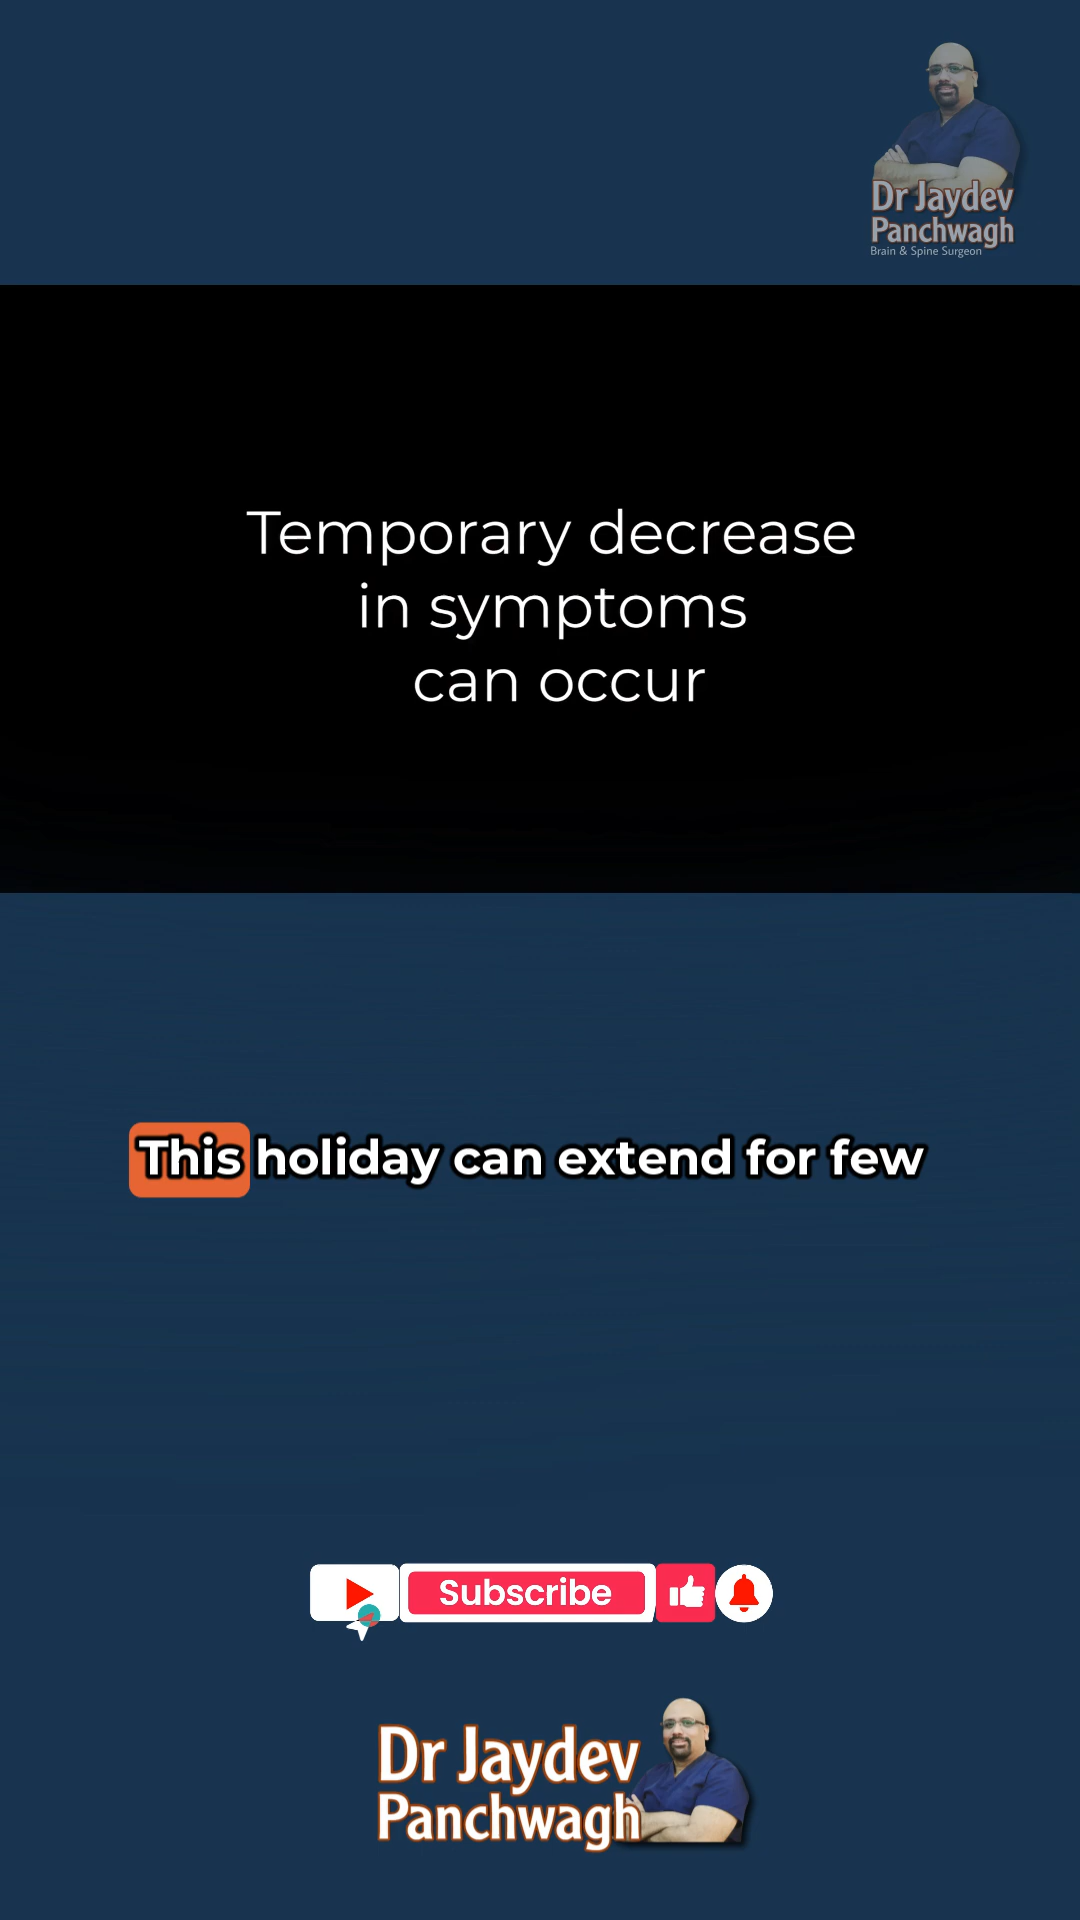 Dr Jaydev
Panchwagh
Brain & Spine Surgeon
Temporary decrease
in symptoms
can occur
This holiday can extend for few
Subscribe
Dr Jaydev
Panchwagh